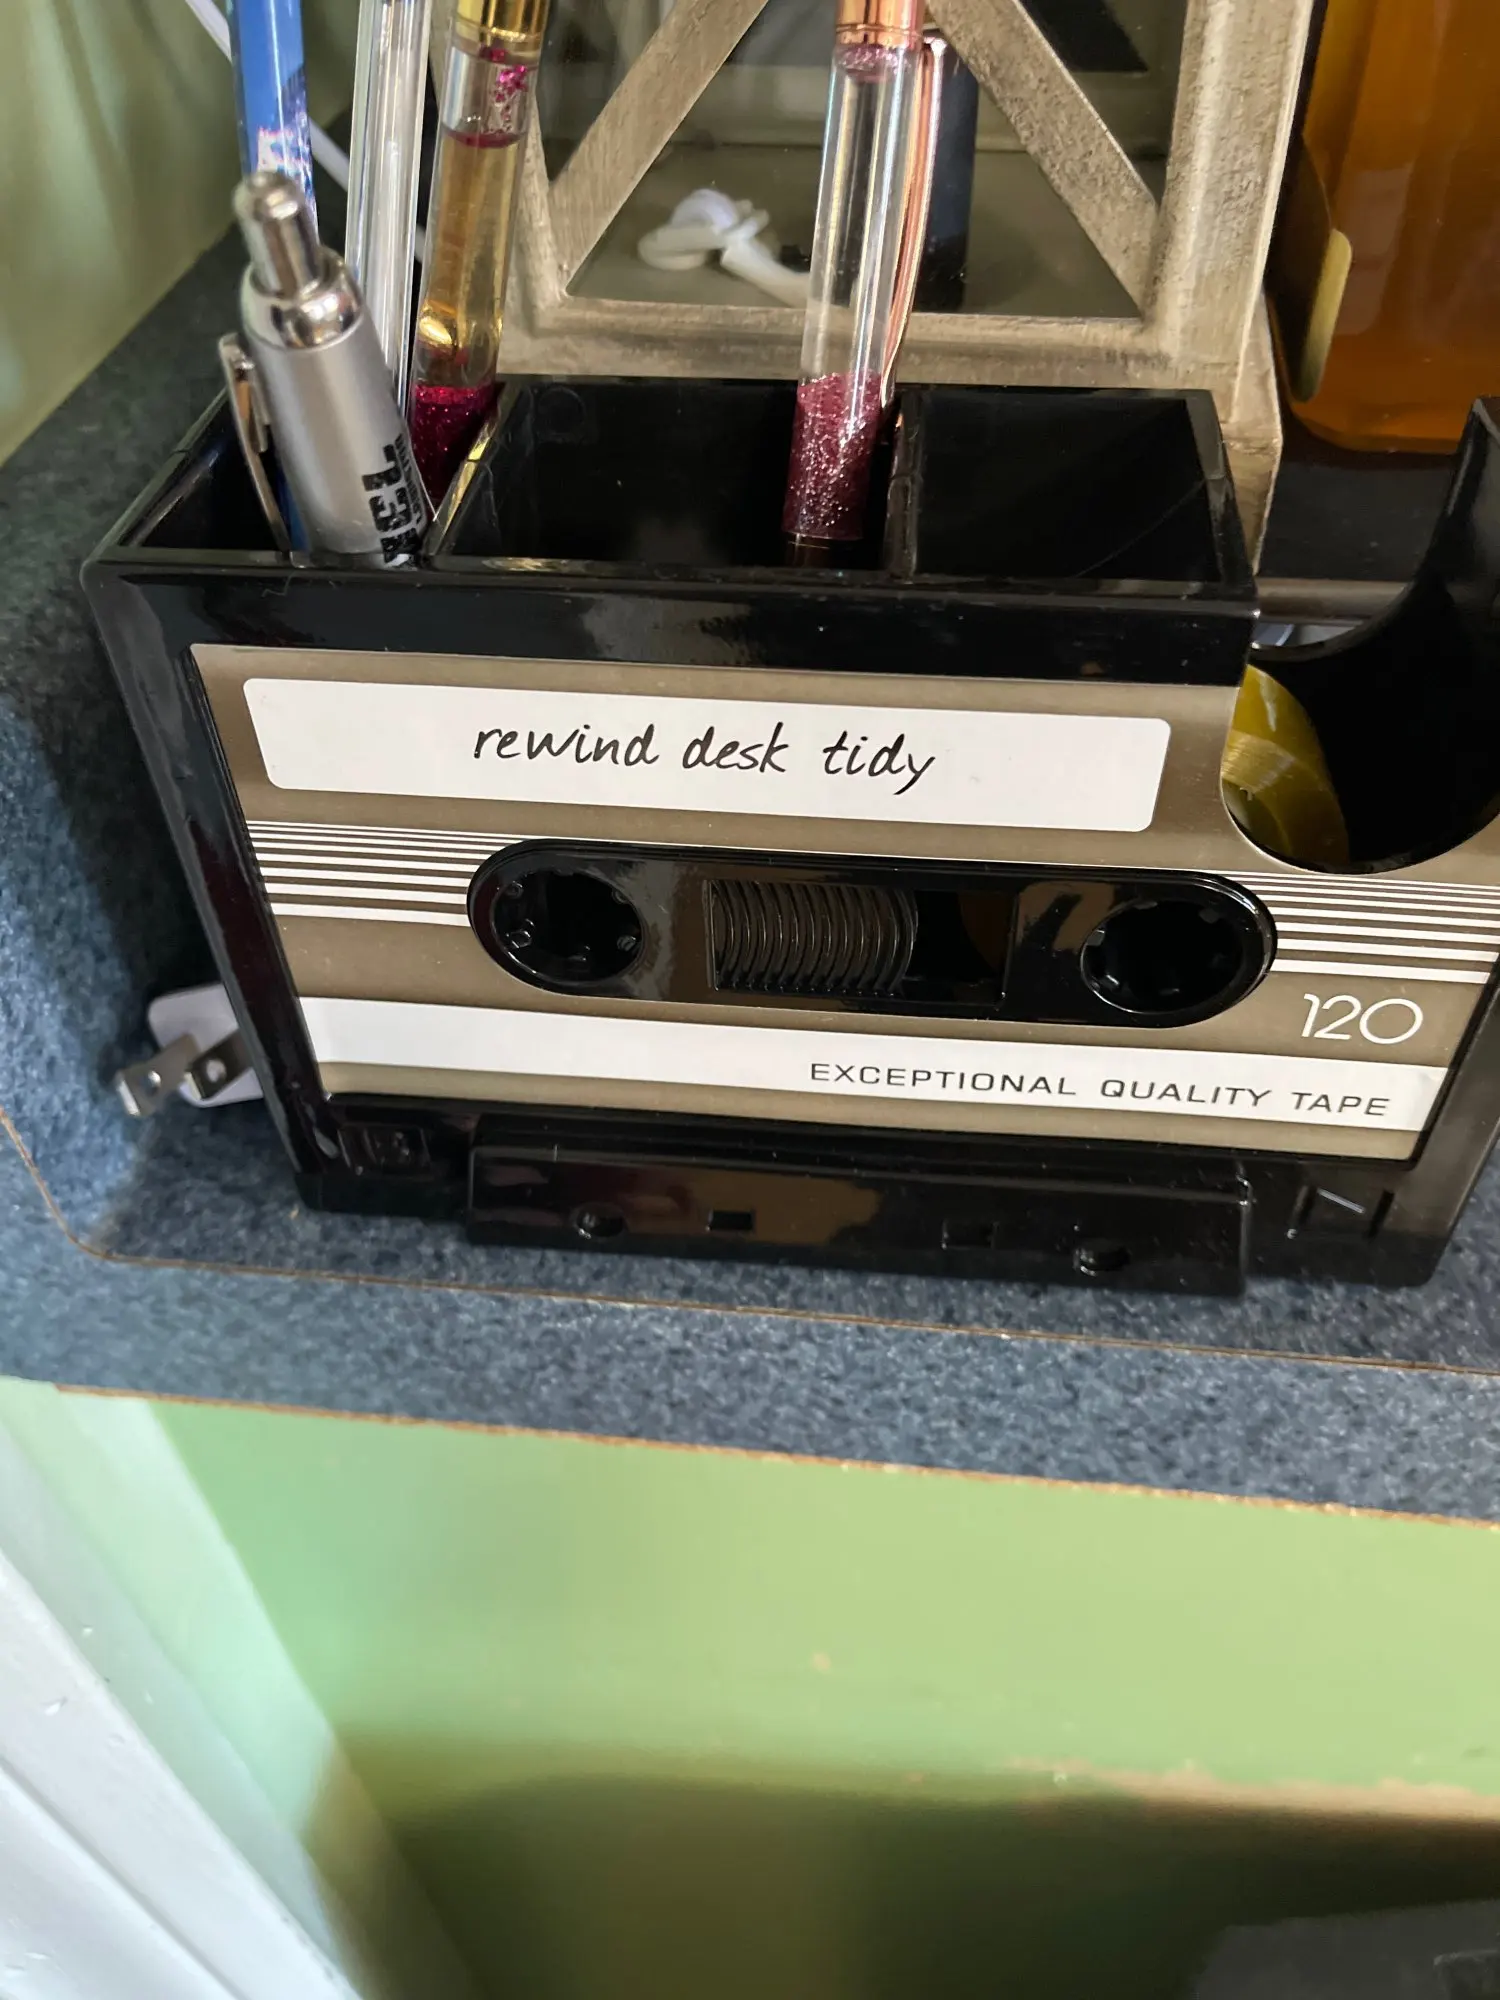 rewind desk tidy
120
EXCEPTIONAL QUALITY TAPE